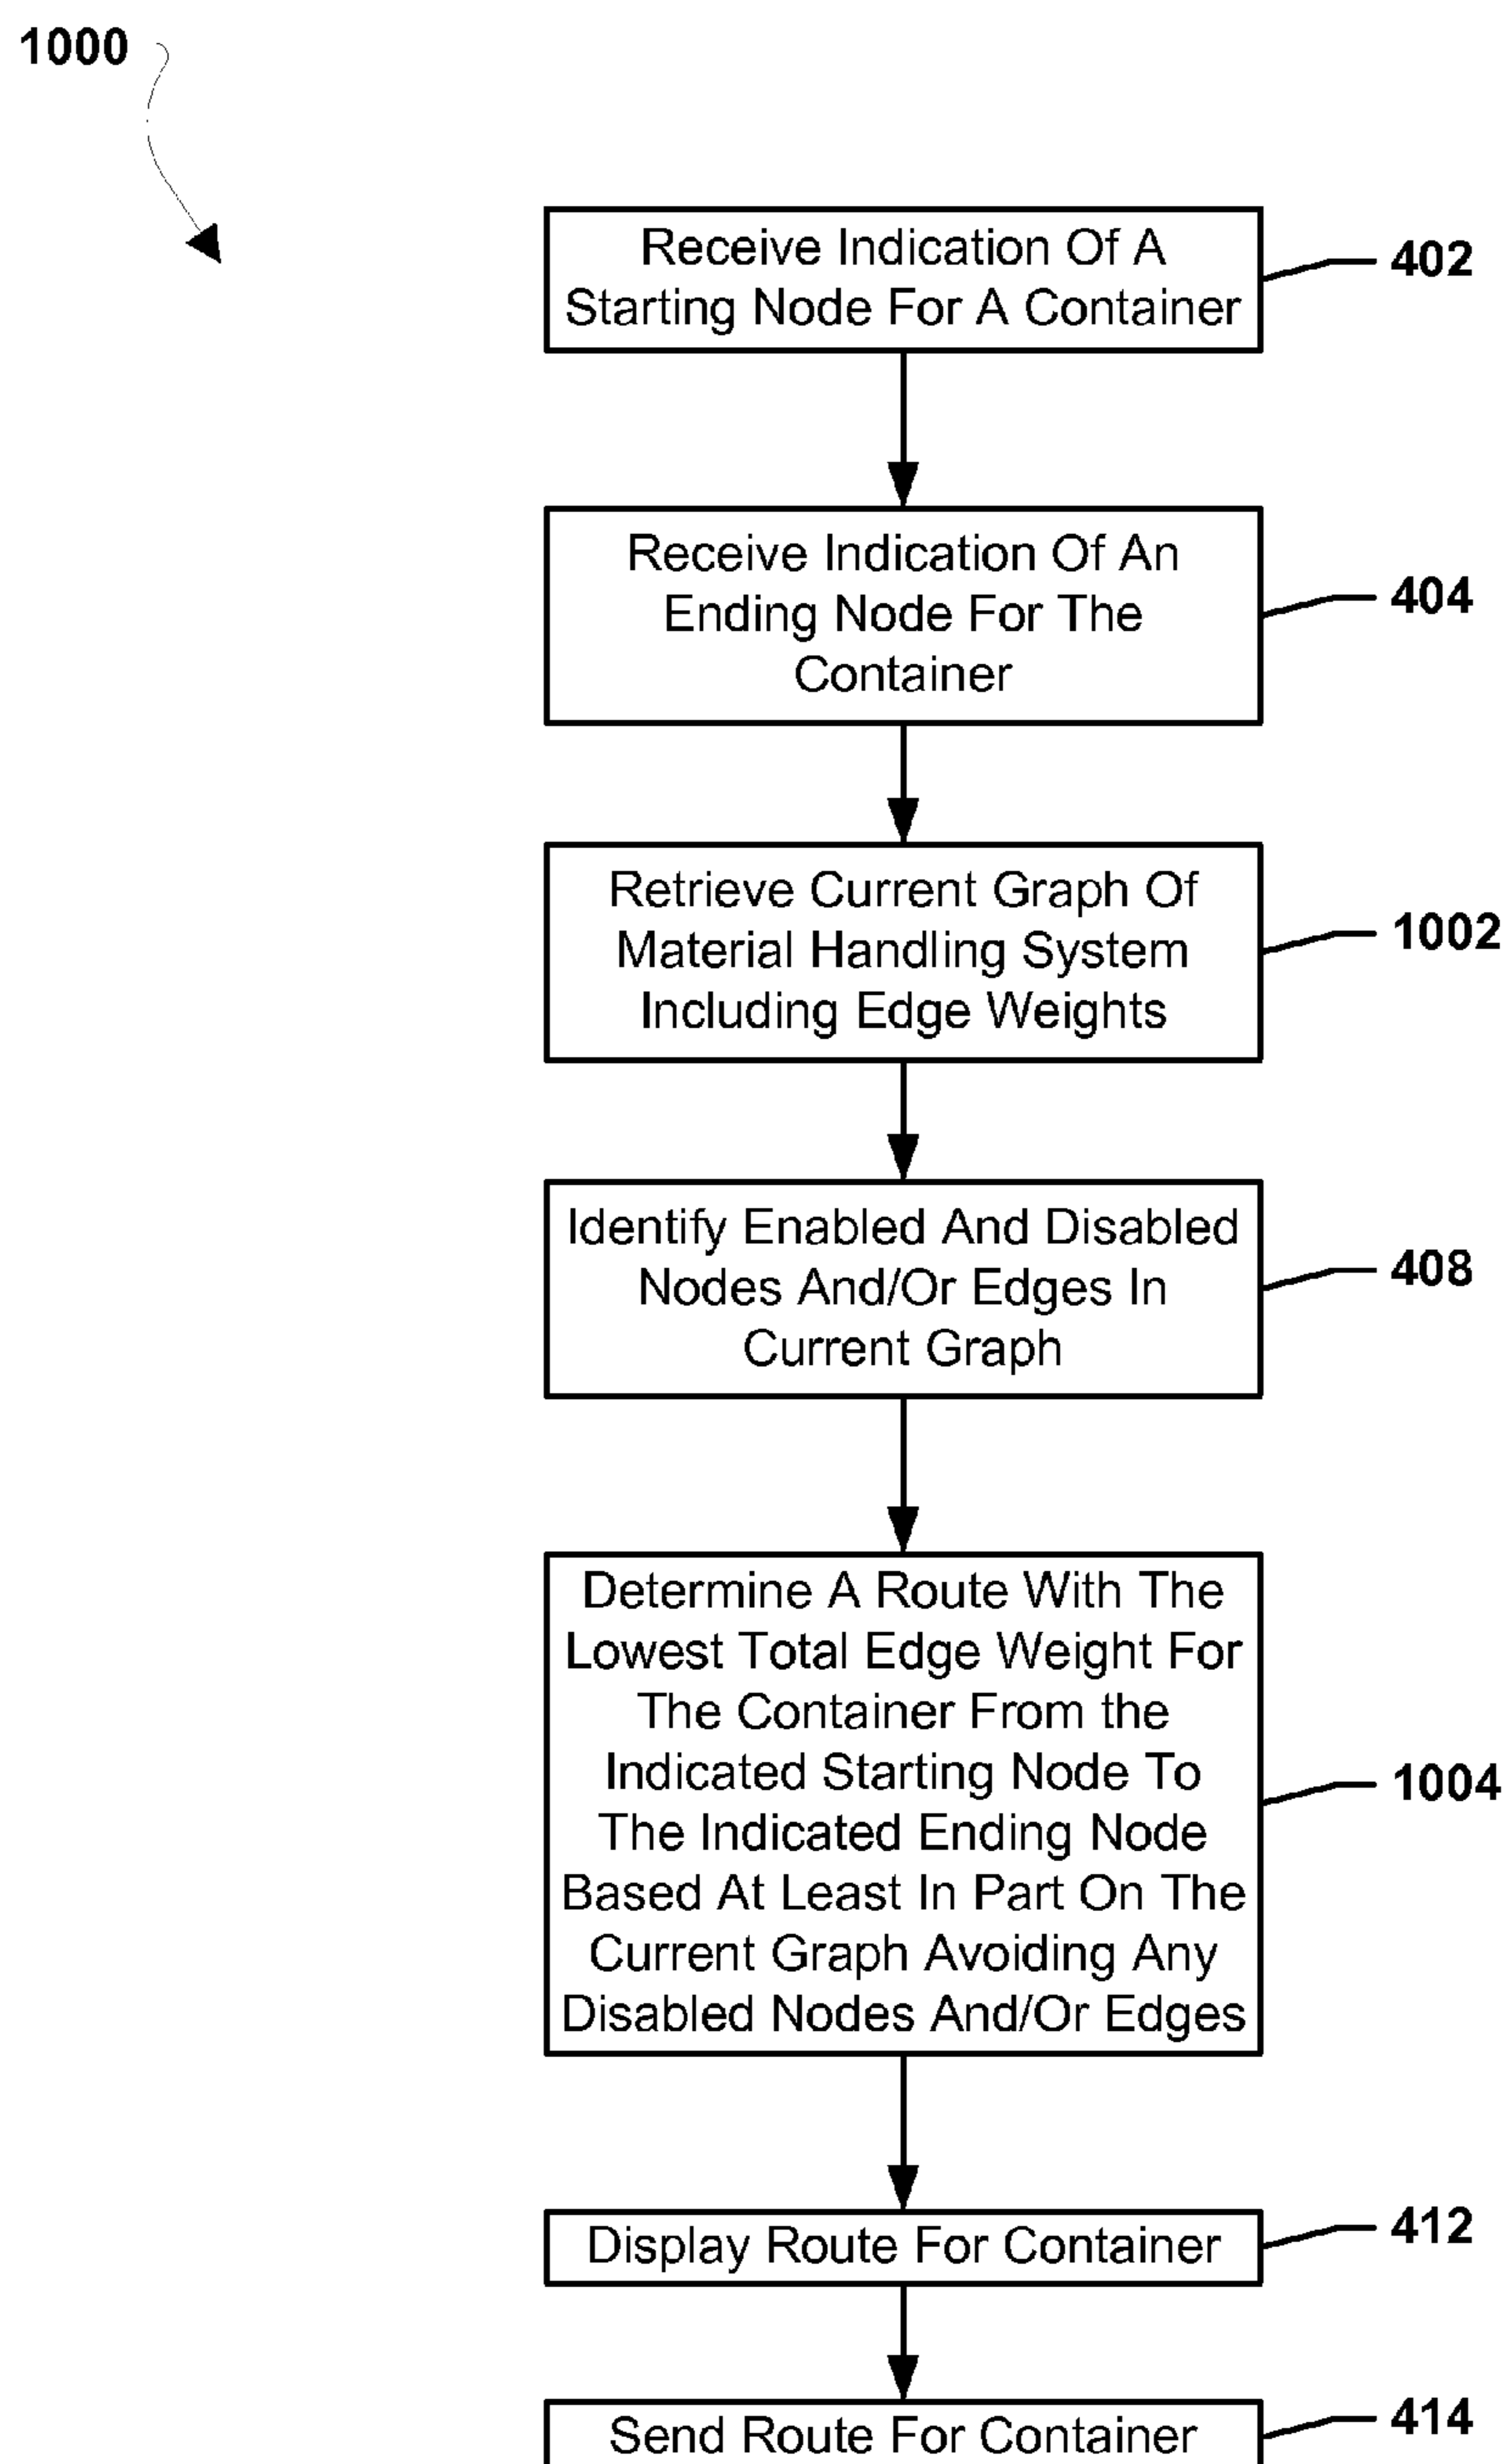 1000
Receive Indication Of A
Starting Node For A Container
402
Receive Indication Of An
Ending Node For The
Container
404
Retrieve Current Graph Of
Material Handling System
Including Edge Weights
1002
Identify Enabled And Disabled
Nodes And/Or Edges In
Current Graph
408
Determine A Route With The
Lowest Total Edge Weight For
The Container From the
Indicated Starting Node To
The Indicated Ending Node
Based At Least In Part On The
Current Graph Avoiding Any
Disabled Nodes And/Or Edges
1004
Display Route For Container
412
Send Route For Container
414